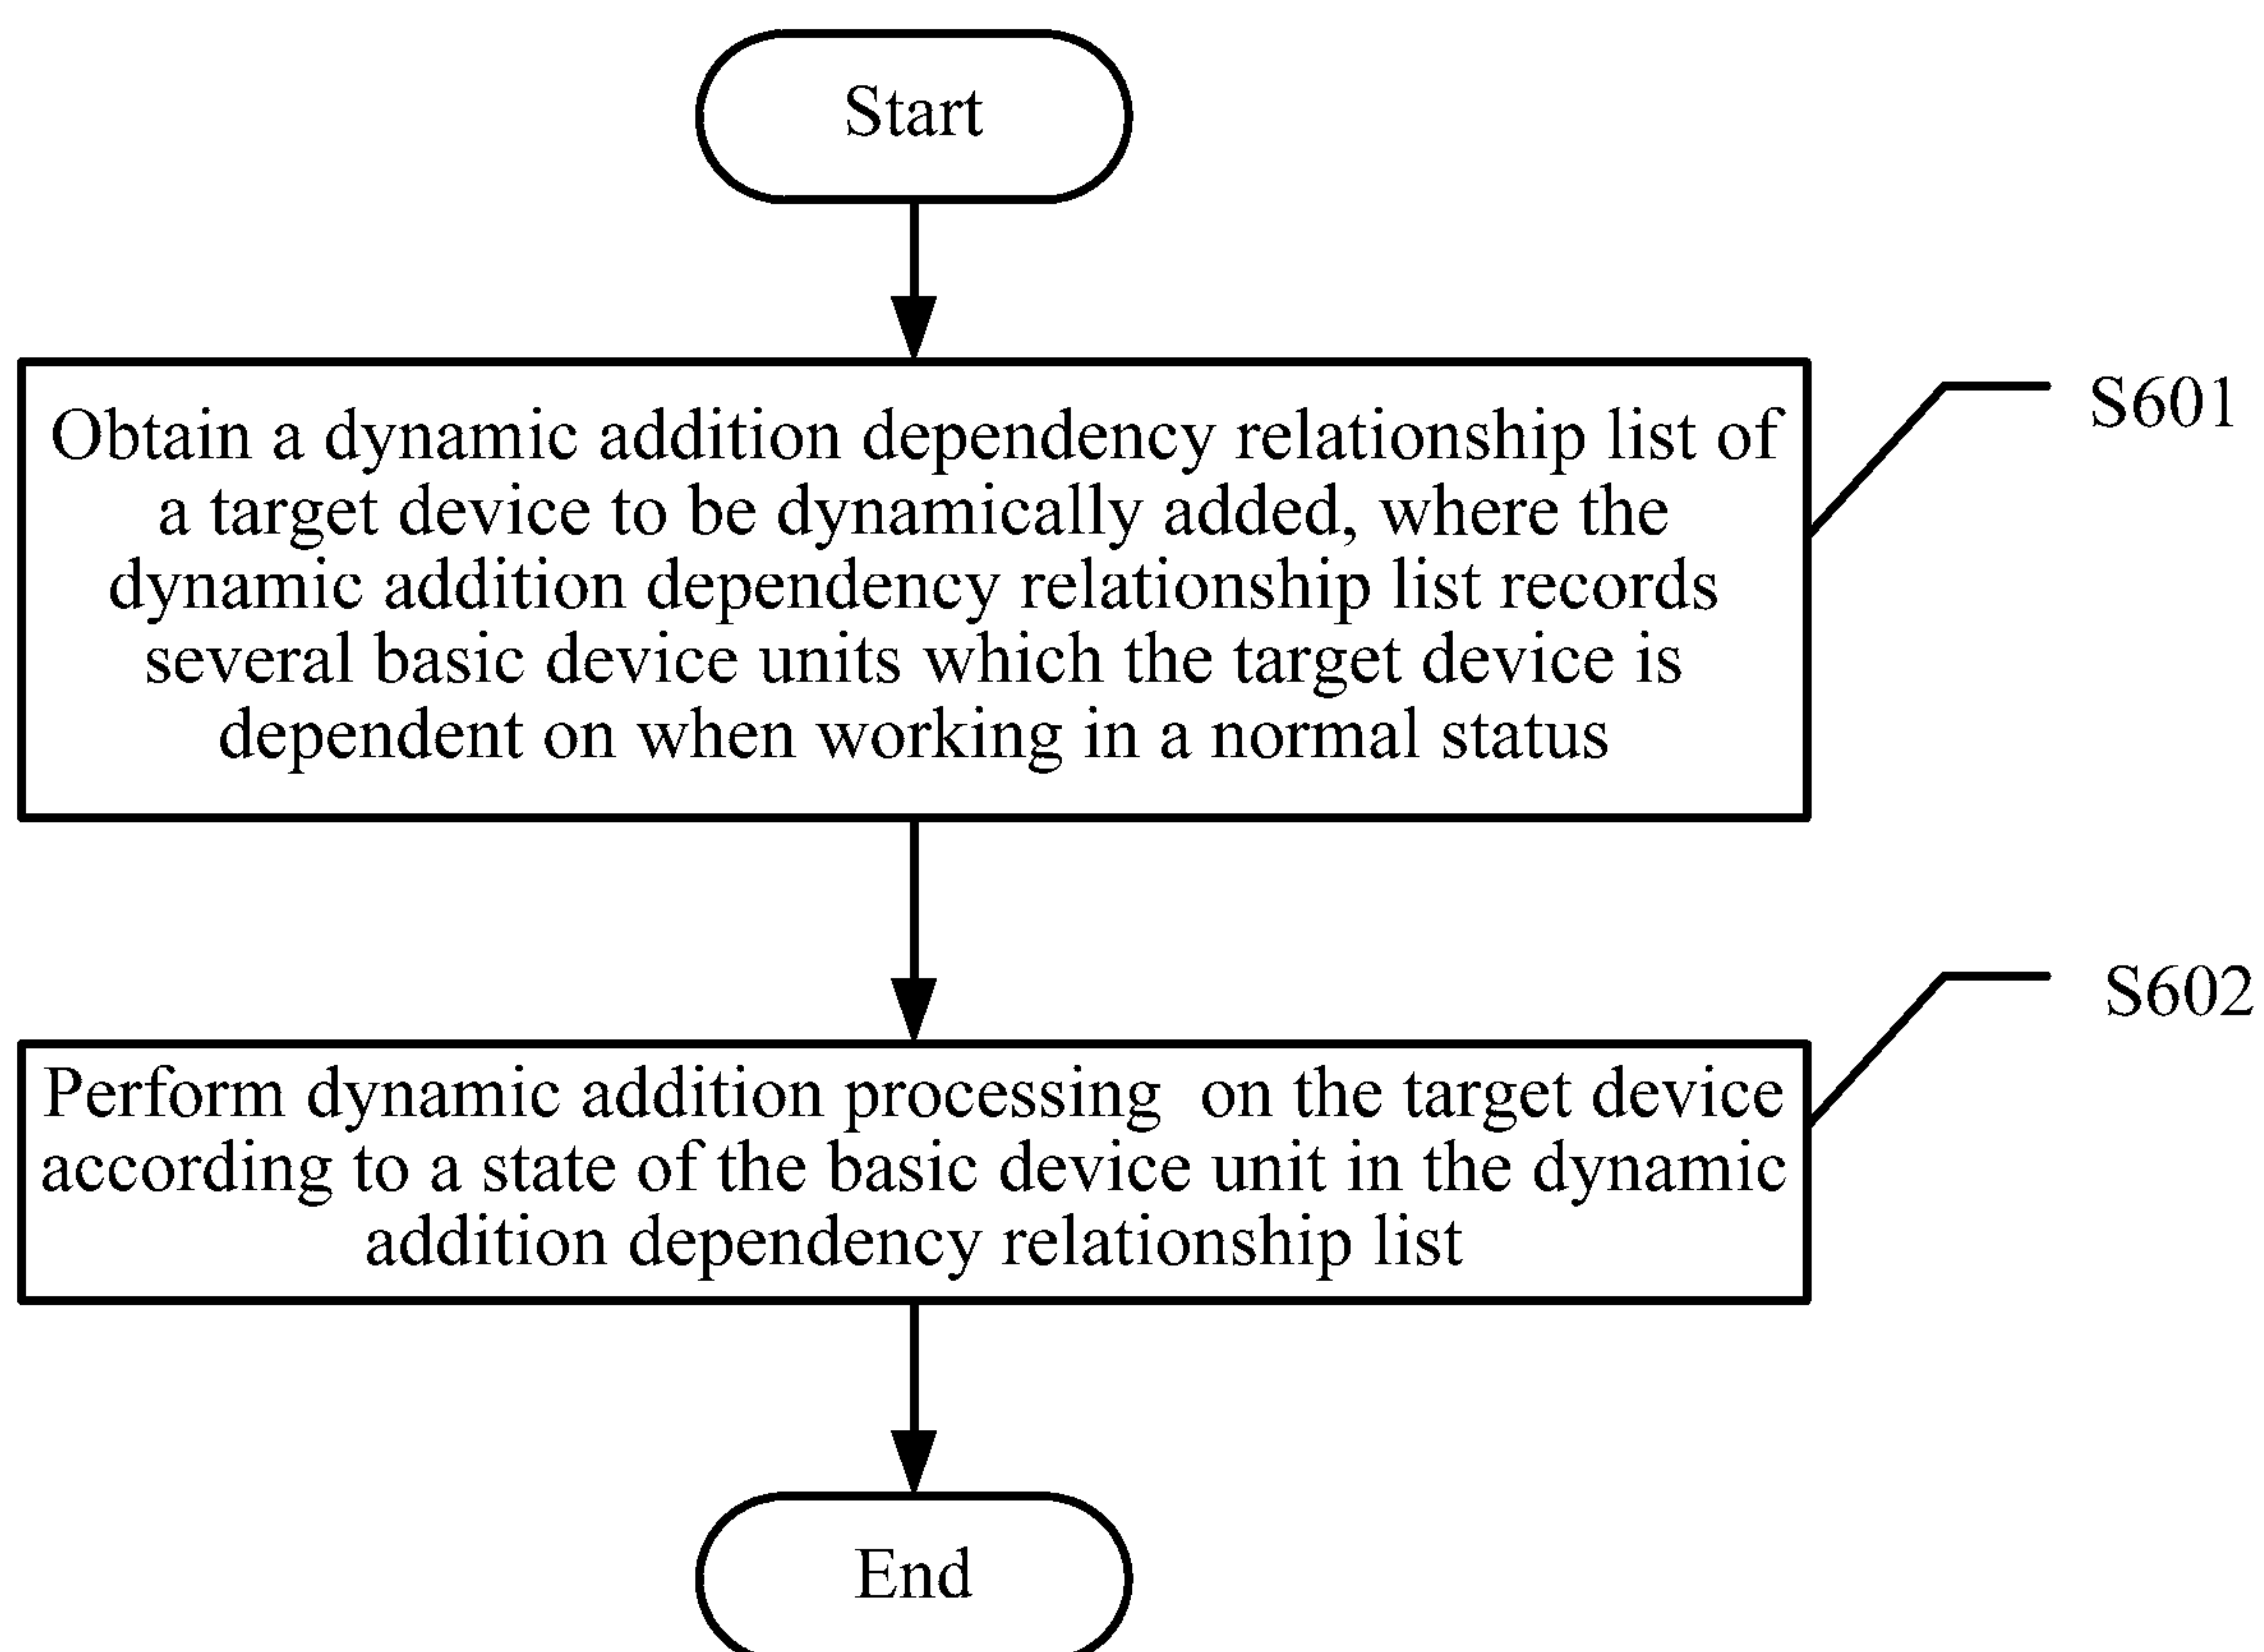 Start
Obtain a dynamic addition dependency relationship list of
a target device to be dynamically added, where the
dynamic addition dependency relationship list records
several basic device units which the target device is
dependent on when working in a normal status
S601
Perform dynamic addition processing on the target device
according to a state of the basic device unit in the dynamic
addition dependency relationship list
S602
End